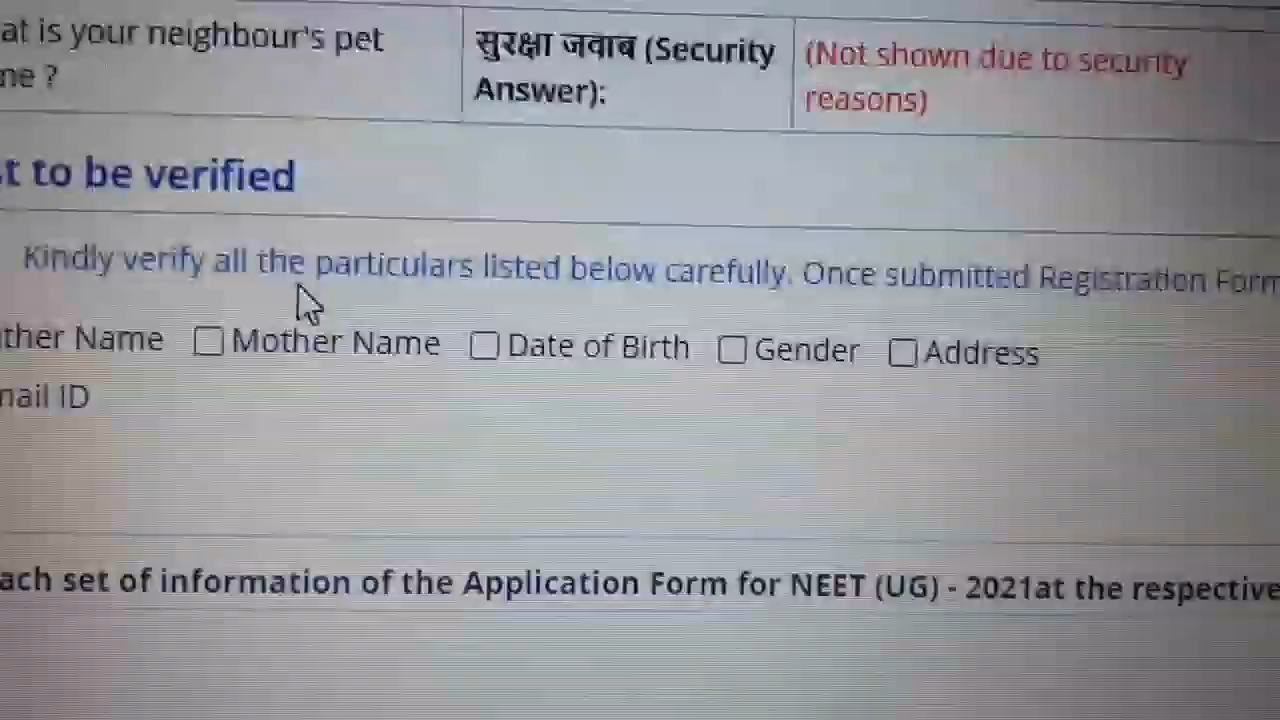 at is your neighbour's pet
me ?
सुरक्षा जवाब (Security
Answer):
(Not shown due to security
reasons)
t to be verified
Kindly verify all the particulars listed below carefully. Once submitted Registration Form
ther Name Mother Name Date of Birth Gender Address
mail ID
ach set of information of the Application Form for NEET (UG) - 2021at the respective